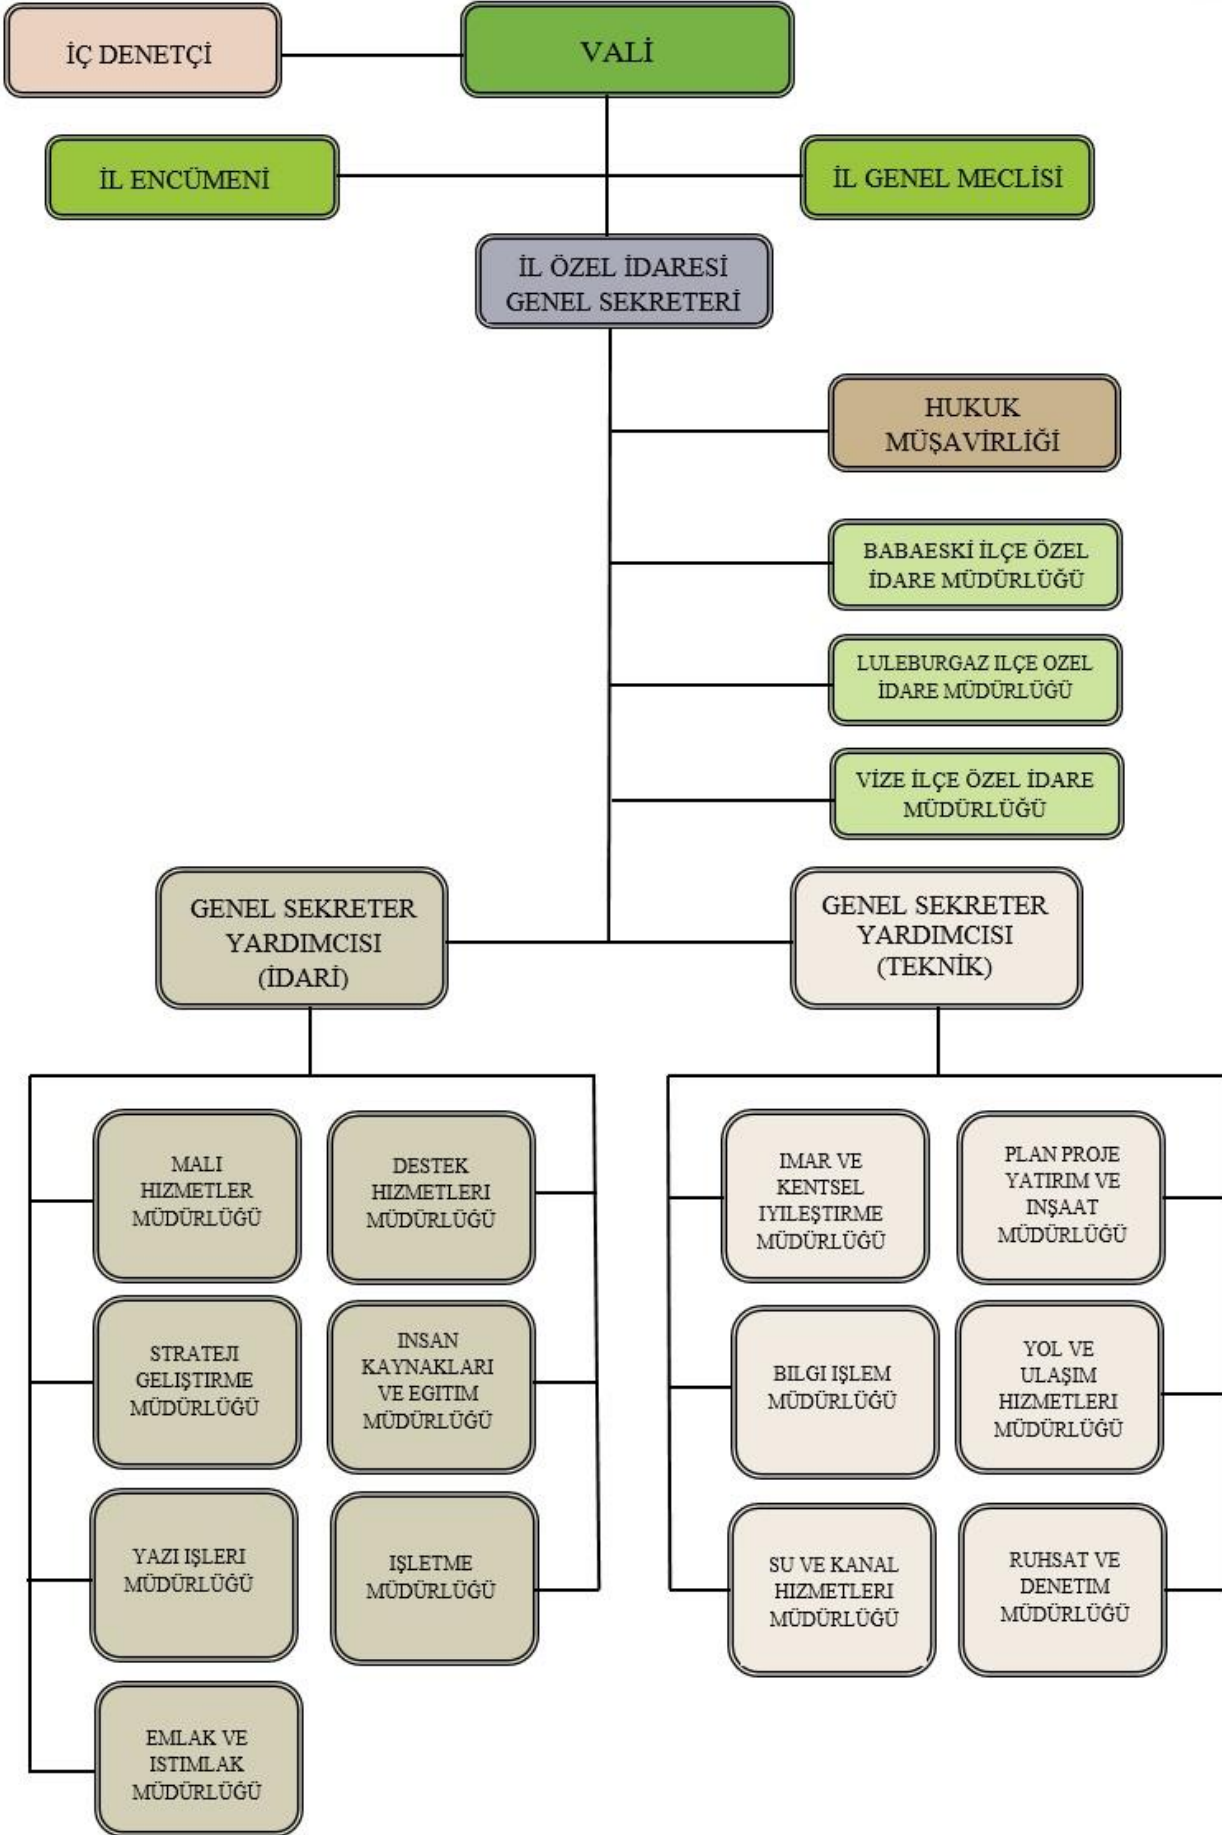 İÇ DENETÇİ
VALİ
İL ENCÜMENİ
İL GENEL MECLİSİ
İL ÖZEL İDARESİ
GENEL SEKRETERİ
HUKUK
MÜŞAVİRLİĞİ
BABAESKİ İLÇE ÖZEL
İDARE MÜDÜRLÜĞÜ
LULEBURGAZ ILÇE OZEL
İDARE MÜDÜRLÜĞÜ
VİZE İLÇE ÖZEL İDARE
MÜDÜRLÜĞÜ
GENEL SEKRETER
YARDIMCISI
(İDARİ)
GENEL SEKRETER
YARDIMCISI
(TEKNİK)
MALI
HIZMETLER
MÜDÜRLÜĞÜ
DESTEK
HIZMETLERI
MÜDÜRLÜĞÜ
IMAR VE
KENTSEL
IYILEŞTIRME
MÜDÜRLÜĞÜ
PLAN PROJE
YATIRIM VE
INŞAAT
MÜDÜRLÜĞÜ
STRATEJI
GELIŞTIRME
MÜDÜRLÜĞÜ
INSAN
KAYNAKLARI
VE EGITIM
MÜDÜRLÜĞÜ
BILGI IŞLEM
MÜDÜRLÜĞÜ
YOL VE
ULAŞIM
HIZMETLERI
MÜDÜRLÜĞÜ
YAZI IŞLERI
MÜDÜRLÜĞÜ
IŞLETME
MÜDÜRLÜĞÜ
SU VE KANAL
HIZMETLERI
MÜDÜRLÜĞÜ
RUHSAT VE
DENETIM
MÜDÜRLÜĞÜ
EMLAK VE
ISTIMLAK
MÜDÜRLÜĞÜ